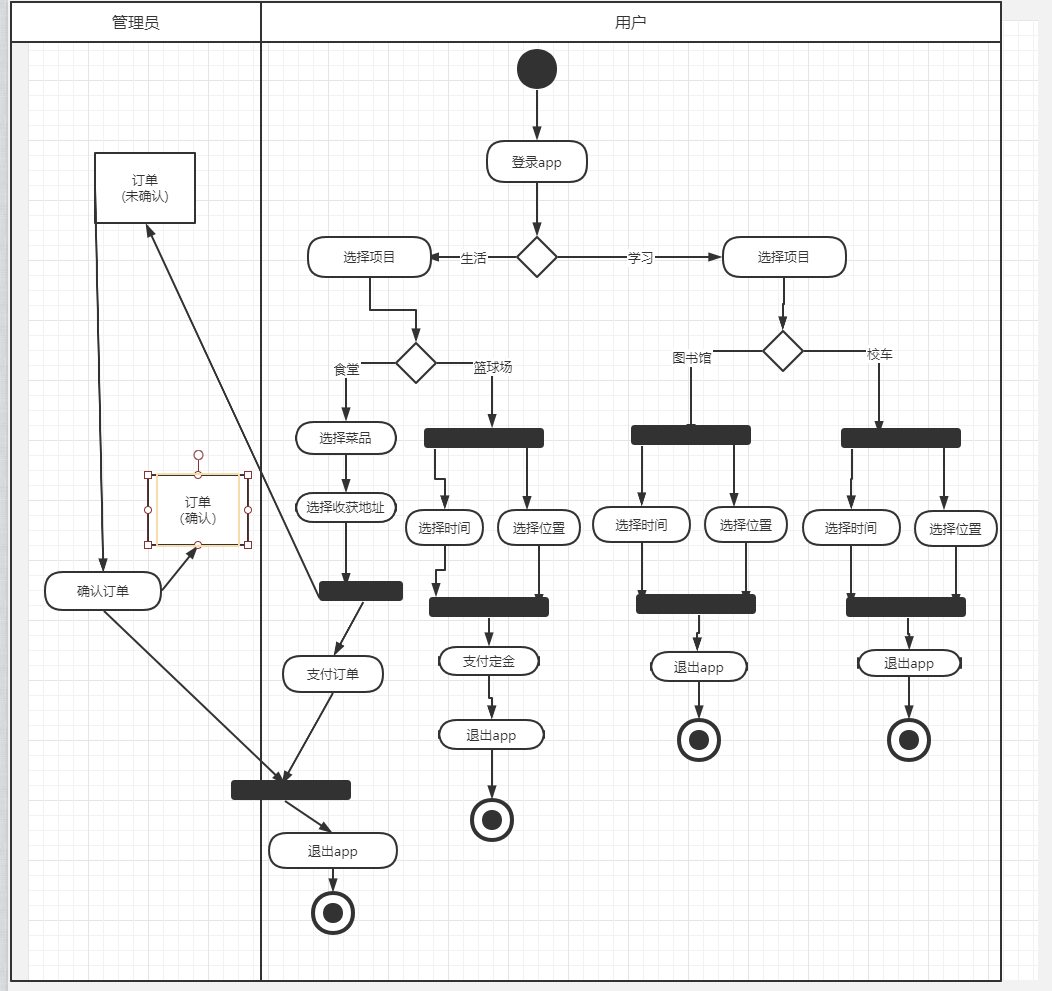 管理员
用户
登录app
订单
(未确认)
选择项目
生活
学习
选择项目
食堂
篮球场
图书馆
校车
选择菜品
选择收获地址
订单
(确认)
选择时间
选择位置
选择时间
选择位置
选择时间
选择位置
确认订单
支付订单
支付定金
退出app
退出app
退出app
退出app